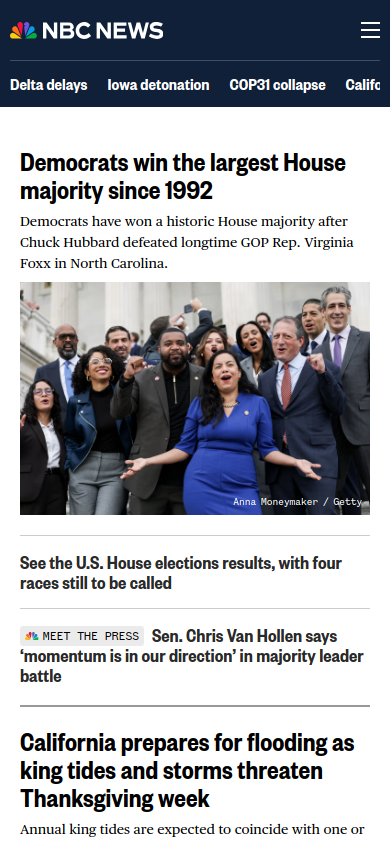 NBC NEWS
Delta delays Iowa detonation COP31 collapse Califo
Democrats win the largest House
majority since 1992
Democrats have won a historic House majority after
Chuck Hubbard defeated longtime GOP Rep. Virginia
Foxx in North Carolina.
Anna Moneymaker / Getty
See the U.S. House elections results, with four
races still to be called
MEET THE PRESS Sen. Chris Van Hollen says
‘momentum is in our direction’ in majority leader
battle
California prepares for flooding as
king tides and storms threaten
Thanksgiving week
Annual king tides are expected to coincide with one or